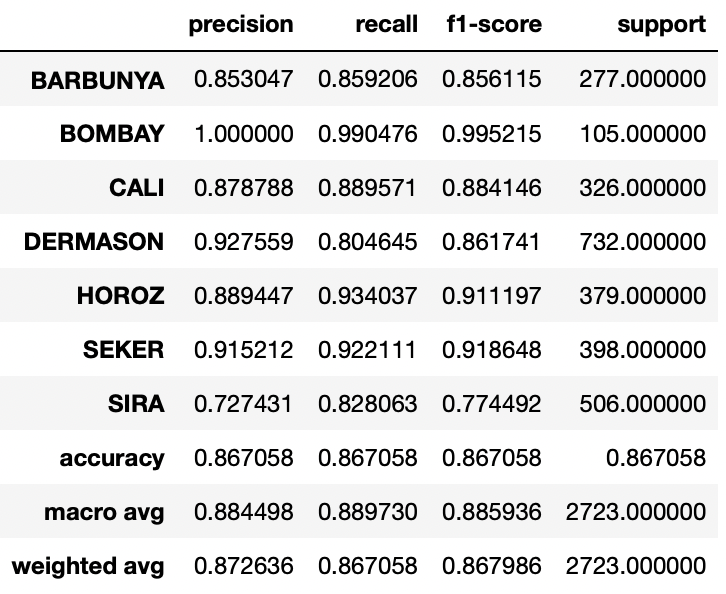 precision recall f1-score support
BARBUNYA 0.853047 0.859206 0.856115 277.000000
BOMBAY 1.000000 0.990476 0.995215 105.000000
CALI 0.878788 0.889571 0.884146 326.000000
DERMASON 0.927559 0.804645 0.861741 732.000000
HOROZ 0.889447 0.934037 0.911197 379.000000
SEKER 0.915212 0.922111 0.918648 398.000000
SIRA 0.727431 0.828063 0.774492 506.000000
accuracy 0.867058 0.867058 0.867058 0.867058
macro avg 0.884498 0.889730 0.885936 2723.000000
weighted avg 0.872636 0.867058 0.867986 2723.000000